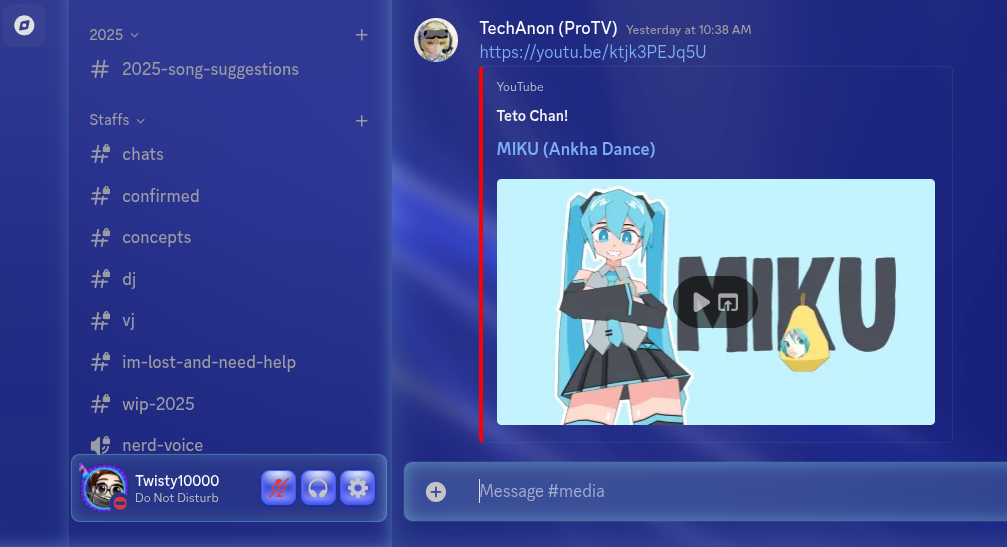 2025
2025-song-suggestions
Staffs
chats
confirmed
concepts
dj
vj
im-lost-and-need-help
wip-2025
nerd-voice
Twisty10000
Do Not Disturb
TechAnon (ProTV) Yesterday at 10:38 AM
https://youtu.be/ktjk3PEJq5U
YouTube
Teto Chan!
MIKU (Ankha Dance)
MIKU
Message #media